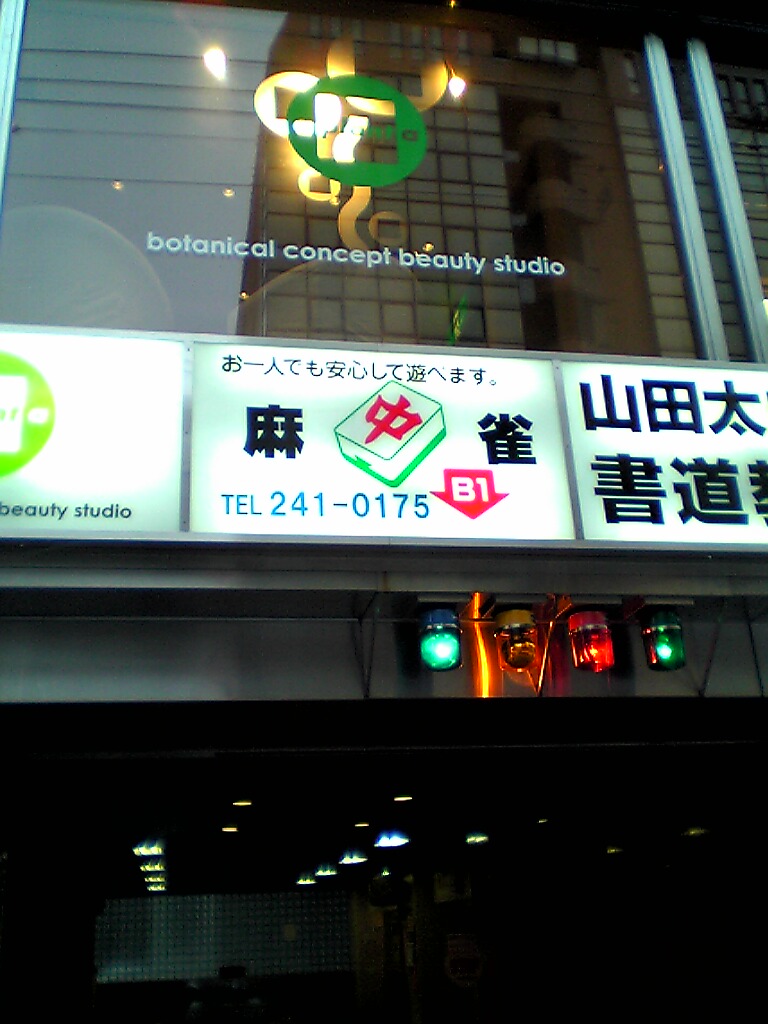 botanical concept beauty studio
beauty studio
お一人でも安心して遊べます。
麻 中 雀
TEL 241-0175 B1
山田太
書道